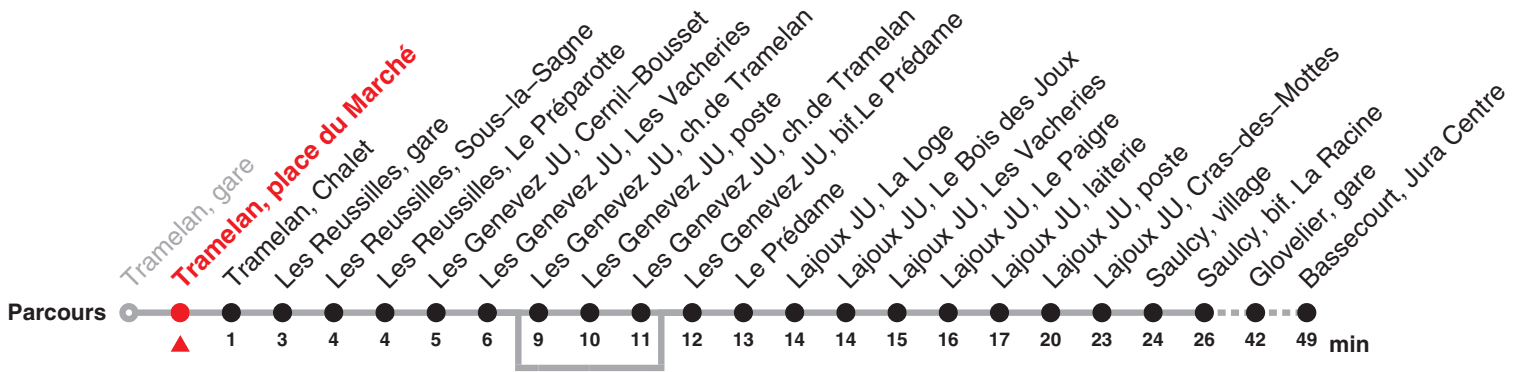 Tramelan, gare
Tramelan, place du Marché
Tramelan, Chalet
Les Reussilles, gare
Les Reussilles, Sous–la–Sagne
Les Reussilles, Le Préparotte
Les Genevez JU, Cernil–Bousset
Les Genevez JU, Les Vacheries
Les Genevez JU, ch.de Tramelan
Les Genevez JU, poste
Les Genevez JU, ch.de Tramelan
Les Genevez JU, bif.Le Prédame
Le Prédame
Lajoux JU, La Loge
Lajoux JU, Le Bois des Joux
Lajoux JU, Les Vacheries
Lajoux JU, Le Paigre
Lajoux JU, laiterie
Lajoux JU, poste
Lajoux JU, Cras–des–Mottes
Saulcy, village
Saulcy, bif. La Racine
Glovelier, gare
Bassecourt, Jura Centre
Parcours
1 3 4 4 5 6 9 10 11 12 13 14 14 15 16 17 20 23 24 26 42 49 min